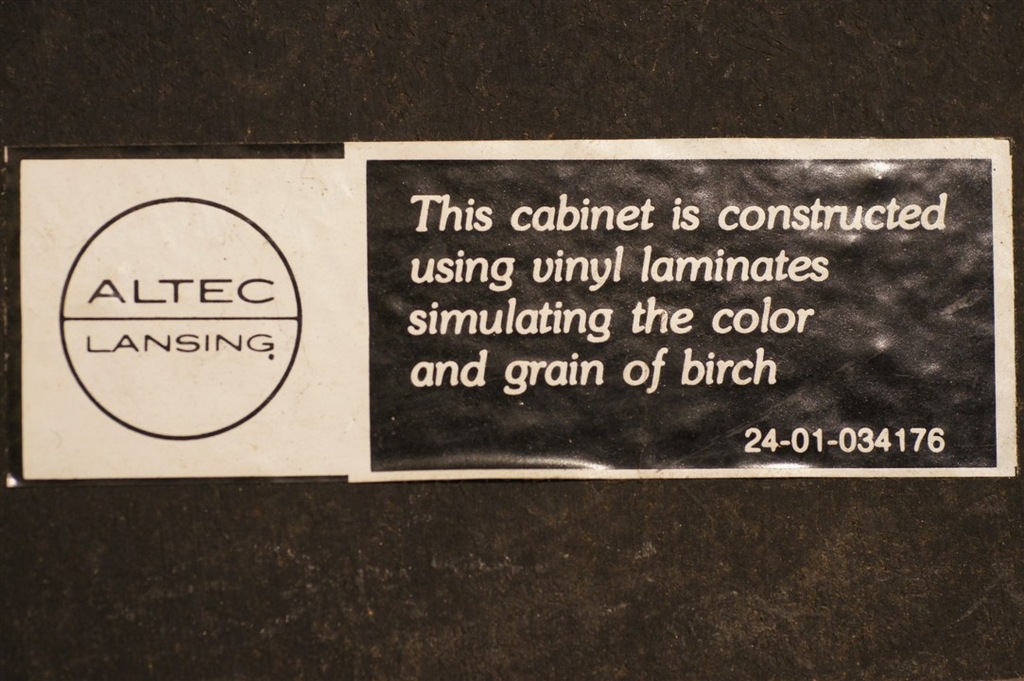 ALTEC
LANSING
This cabinet is constructed
using vinyl laminates
simulating the color
and grain of birch
24-01-034176